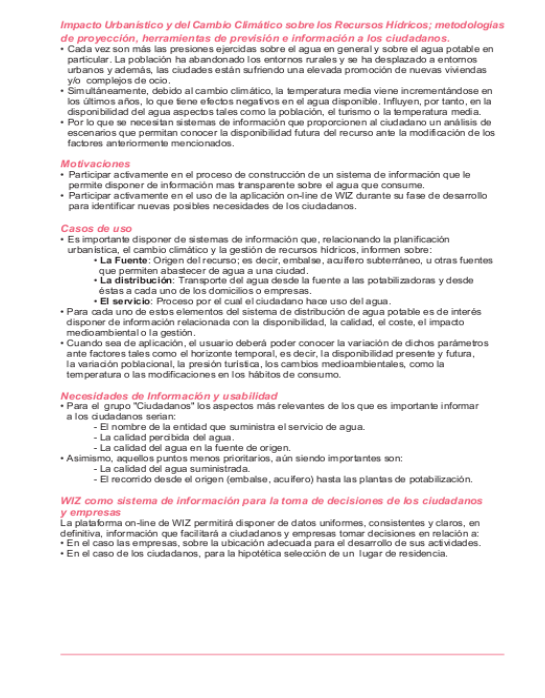 Impacto Urbanístico y del Cambio Climático sobre los Recursos Hídricos; metodologías
de proyección, herramientas de previsión e información a los ciudadanos.
• Cada vez son más las presiones ejercidas sobre el agua en general y sobre el agua potable en
particular. La población ha abandonado los entornos rurales y se ha desplazado a entornos
urbanos y además, las ciudades están sufriendo una elevada promoción de nuevas viviendas
y/o complejos de ocio.
• Simultáneamente, debido al cambio climático, la temperatura media viene incrementándose en
los últimos años, lo que tiene efectos negativos en el agua disponible. Influyen, por tanto, en la
disponibilidad del agua aspectos tales como la población, el turismo o la temperatura media.
• Por lo que se necesitan sistemas de información que proporcionen al ciudadano un análisis de
escenarios que permitan conocer la disponibilidad futura del recurso ante la modificación de los
factores anteriormente mencionados.
Motivaciones
• Participar activamente en el proceso de construcción de un sistema de información que le
permite disponer de información mas transparente sobre el agua que consume.
• Participar activamente en el uso de la aplicación on-line de WIZ durante su fase de desarrollo
para identificar nuevas posibles necesidades de los ciudadanos.
Casos de uso
• Es importante disponer de sistemas de información que, relacionando la planificación
urbanística, el cambio climático y la gestión de recursos hídricos, informen sobre:
• La Fuente: Origen del recurso; es decir, embalse, acuífero subterráneo, u otras fuentes
que permiten abastecer de agua a una ciudad.
• La distribución: Transporte del agua desde la fuente a las potabilizadoras y desde
éstas a cada uno de los domicilios o empresas.
• El servicio: Proceso por el cual el ciudadano hace uso del agua.
• Para cada uno de estos elementos del sistema de distribución de agua potable es de interés
disponer de información relacionada con la disponibilidad, la calidad, el coste, el impacto
medioambiental o la gestión.
• Cuando sea de aplicación, el usuario deberá poder conocer la variación de dichos parámetros
ante factores tales como el horizonte temporal, es decir, la disponibilidad presente y futura,
la variación poblacional, la presión turística, los cambios medioambientales, como la
temperatura o las modificaciones en los hábitos de consumo.
Necesidades de Información y usabilidad
• Para el grupo "Ciudadanos" los aspectos más relevantes de los que es importante informar
a los ciudadanos serian:
- El nombre de la entidad que suministra el servicio de agua.
- La calidad percibida del agua.
- La calidad del agua en la fuente de origen.
• Asimismo, aquellos puntos menos prioritarios, aún siendo importantes son:
- La calidad del agua suministrada.
- El recorrido desde el origen (embalse, acuífero) hasta las plantas de potabilización.
WIZ como sistema de información para la toma de decisiones de los ciudadanos
y empresas
La plataforma on-line de WIZ permitirá disponer de datos uniformes, consistentes y claros, en
definitiva, información que facilitará a ciudadanos y empresas tomar decisiones en relación a:
• En el caso las empresas, sobre la ubicación adecuada para el desarrollo de sus actividades.
• En el caso de los ciudadanos, para la hipotética selección de un lugar de residencia.